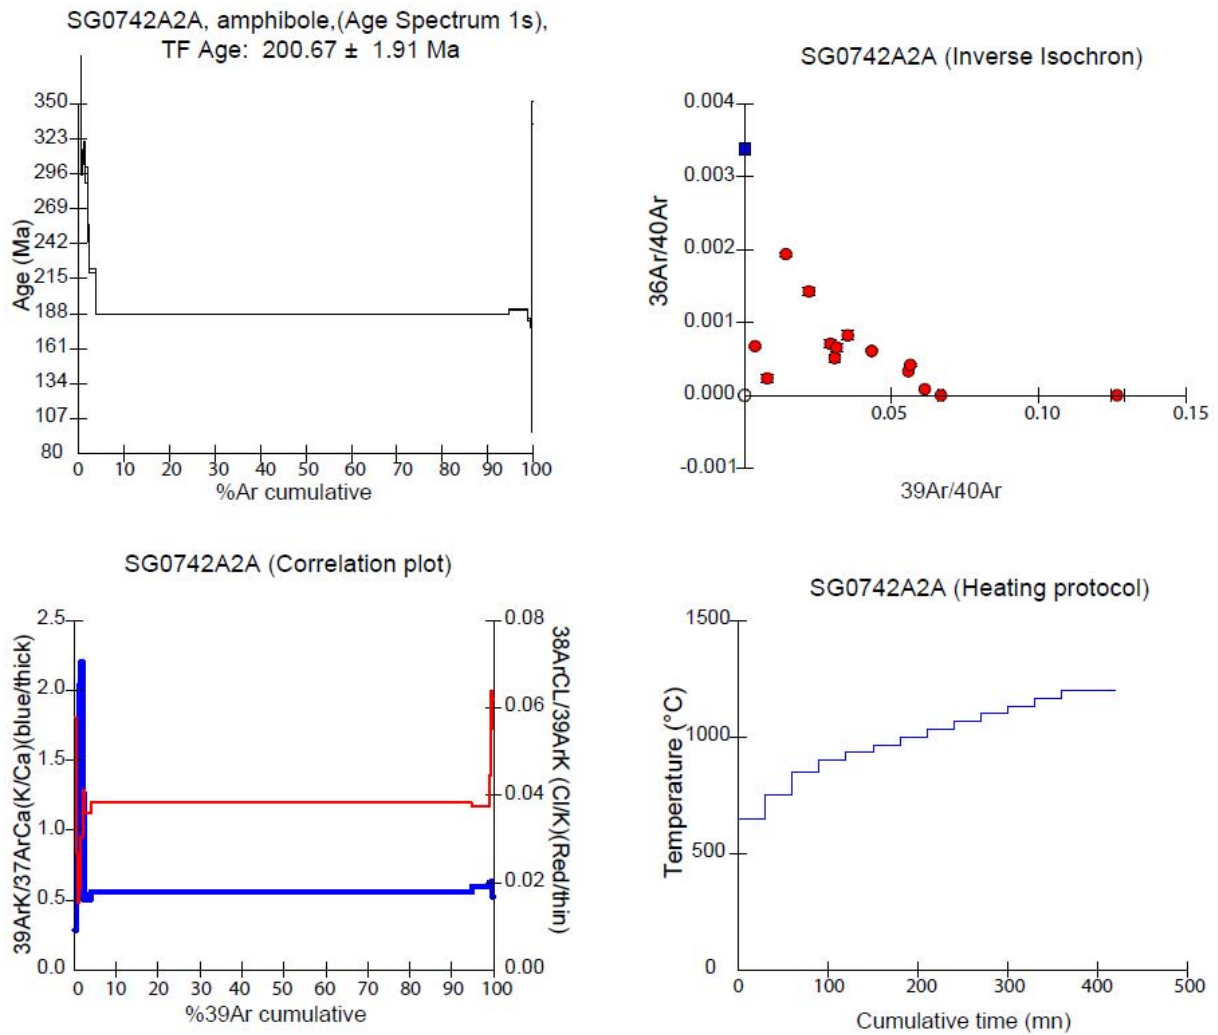 SG0742A2A, amphibole,(Age Spectrum 1s),
TF Age: 200.67 ± 1.91 Ma
350
323
296
269
242
215
188
161
134
107
80
Age (Ma)
0 10 20 30 40 50 60 70 80 90 100
%Ar cumulative
SG0742A2A (Inverse Isochron)
0.004
0.003
0.002
0.001
0.000
-0.001
36Ar/40Ar
0.05 0.10 0.15
39Ar/40Ar
SG0742A2A (Correlation plot)
2.5
2.0
1.5
1.0
0.5
0.0
39ArK/37ArCa(K/Ca)(blue/thick)
0.08
0.06
0.04
0.02
0.00
38ArCL/39ArK (Cl/K)(Red/thin)
0 10 20 30 40 50 60 70 80 90 100
%39Ar cumulative
SG0742A2A (Heating protocol)
1500
1000
500
0
Temperature (°C)
0 100 200 300 400 500
Cumulative time (mn)